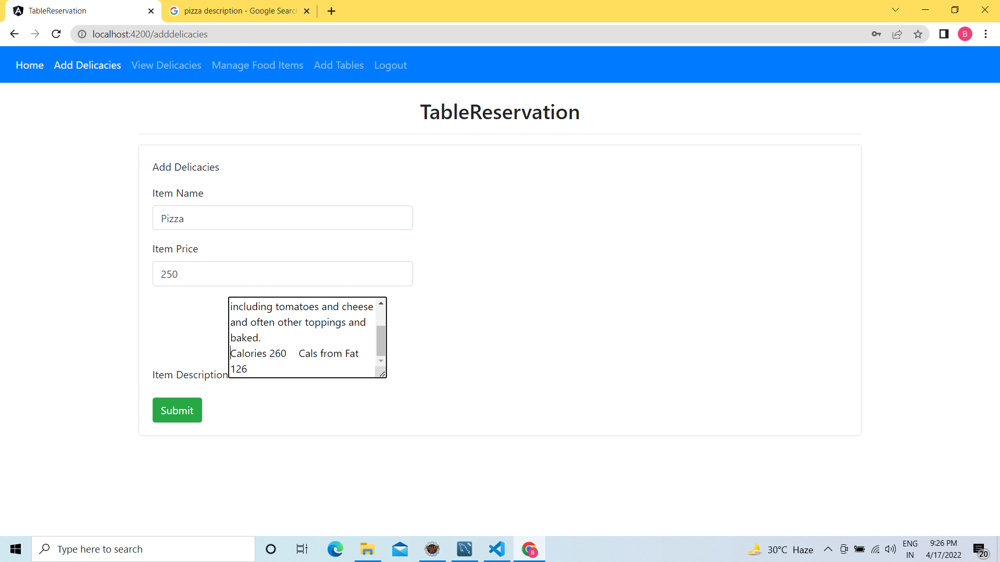 TableReservation
pizza description - Google Search
localhost:4200/adddelicacies
B
Home Add Delicacies View Delicacies Manage Food Items Add Tables Logout
TableReservation
Add Delicacies
Item Name
Pizza
Item Price
250
including tomatoes and cheese
and often other toppings and
baked.
Calories 260 Cals from Fat
126
Item Description
Submit
Type here to search
B
30°C Haze
ENG
IN
9:26 PM
4/17/2022
20